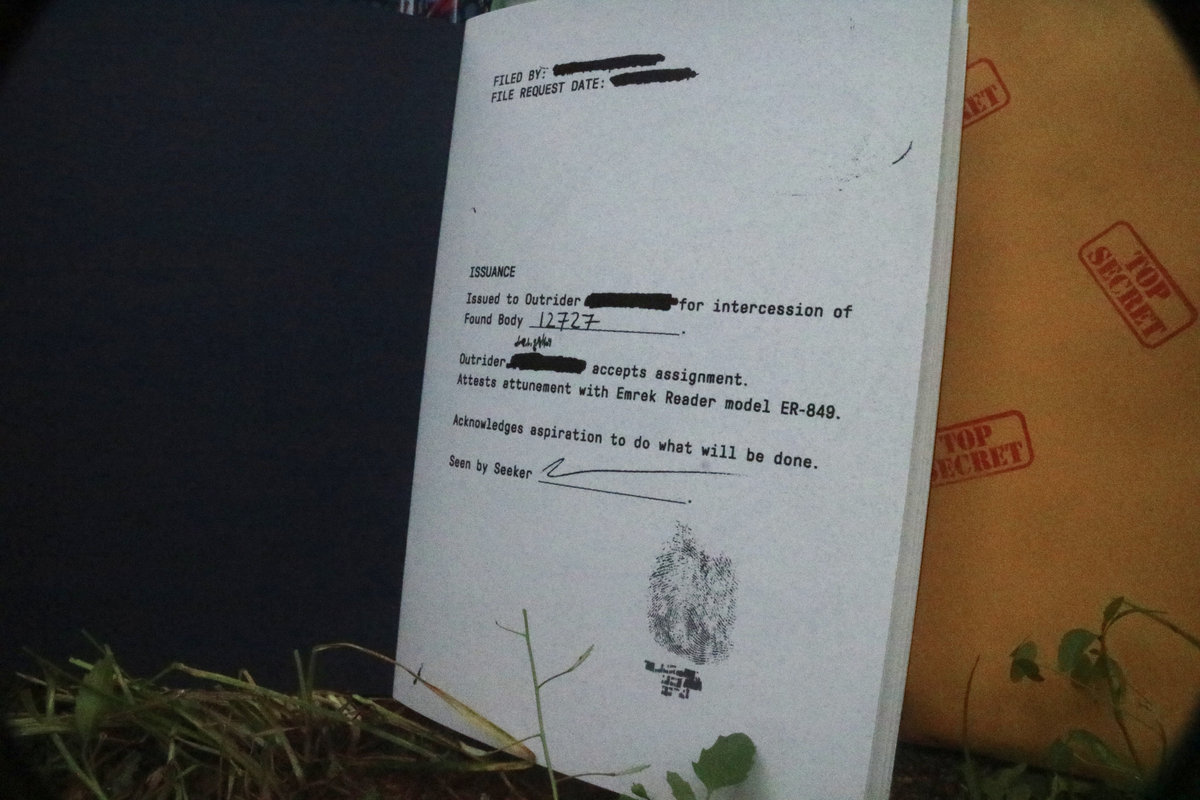 FILED BY:
FILE REQUEST DATE:
ISSUANCE
Issued to Outrider for intercession of
Found Body 12727.
Outrider accepts assignment.
Attests attunement with Emrek Reader model ER-849.
Acknowledges aspiration to do what will be done.
Seen by Seeker .
TOP
SECRET
TOP
SECRET